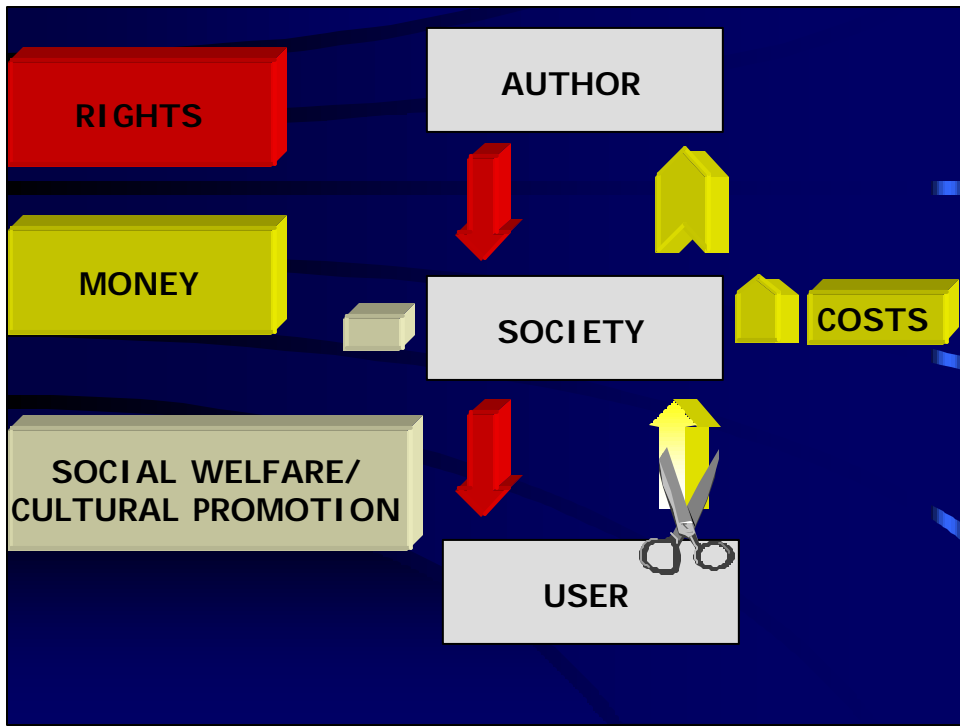 RIGHTS
AUTHOR
MONEY
SOCIETY
COSTS
SOCIAL WELFARE/
CULTURAL PROMOTION
USER